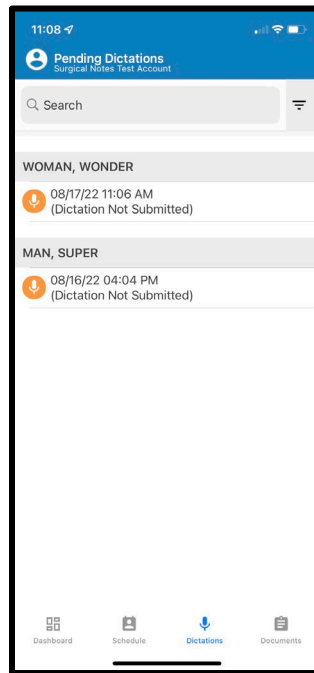 11:08
Pending Dictations
Surgical Notes Test Account
Search
WOMAN, WONDER
08/17/22 11:06 AM
(Dictation Not Submitted)
MAN, SUPER
08/16/22 04:04 PM
(Dictation Not Submitted)
Dashboard Schedule Dictations Documents